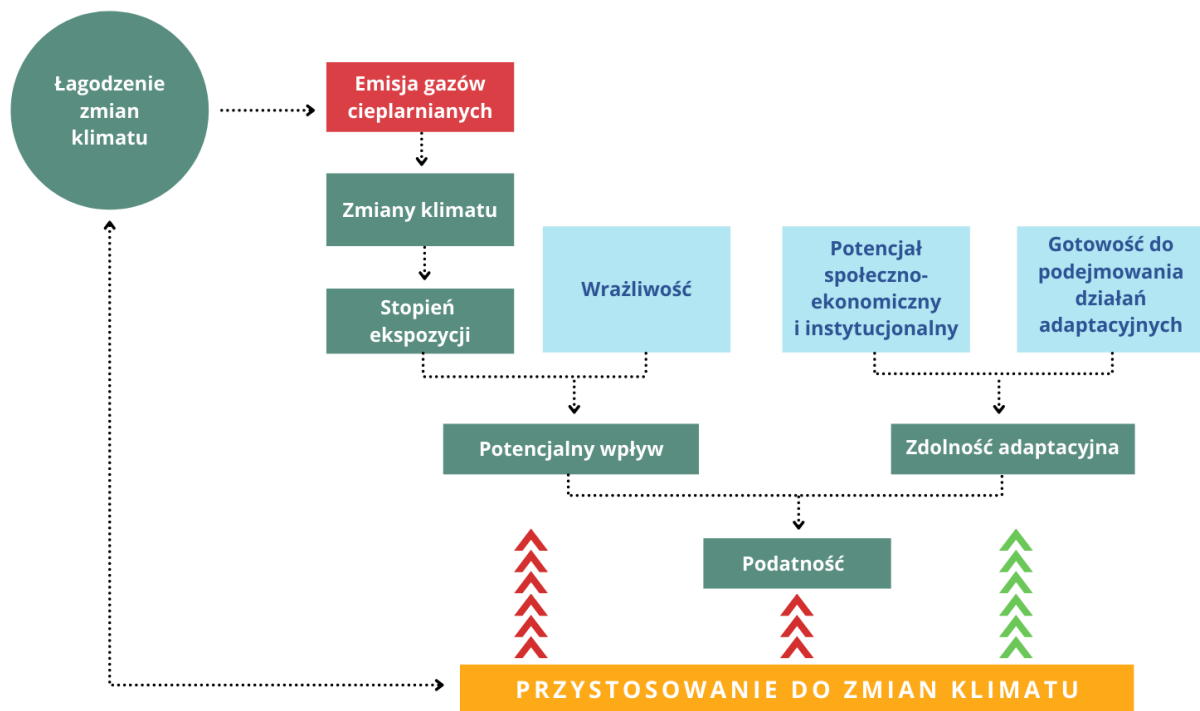 Łagodzenie
zmian
klimatu
Emisja gazów
cieplarnianych
Zmiany klimatu
Stopień
ekspozycji
Wrażliwość
Potencjał
społeczno-
ekonomiczny
i instytucjonalny
Gotowość do
podejmowania
działań
adaptacyjnych
Potencjalny wpływ
Zdolność adaptacyjna
Podatność
PRZYSTOSOWANIE DO ZMIAN KLIMATU